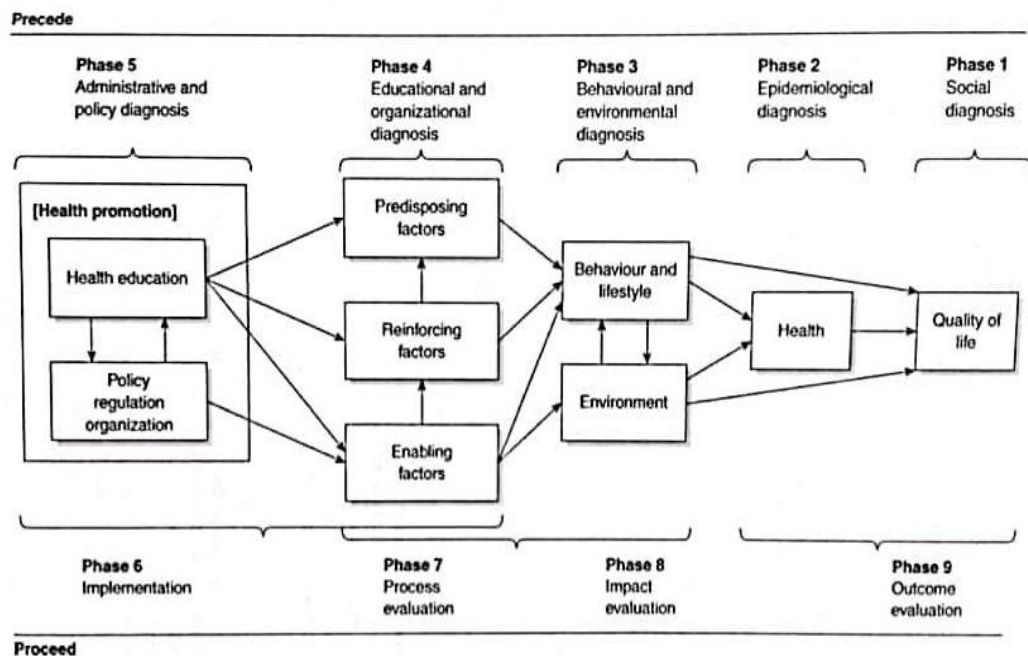 Precede
Phase 5
Administrative and
policy diagnosis
Phase 4
Educational and
organizational
diagnosis
Phase 3
Behavioural and
environmental
diagnosis
Phase 2
Epidemiological
diagnosis
Phase 1
Social
diagnosis
[Health promotion]
Health education
Policy
regulation
organization
Predisposing
factors
Reinforcing
factors
Enabling
factors
Behaviour and
lifestyle
Environment
Health
Quality of
life
Phase 6
Implementation
Phase 7
Process
evaluation
Phase 8
Impact
evaluation
Phase 9
Outcome
evaluation
Proceed